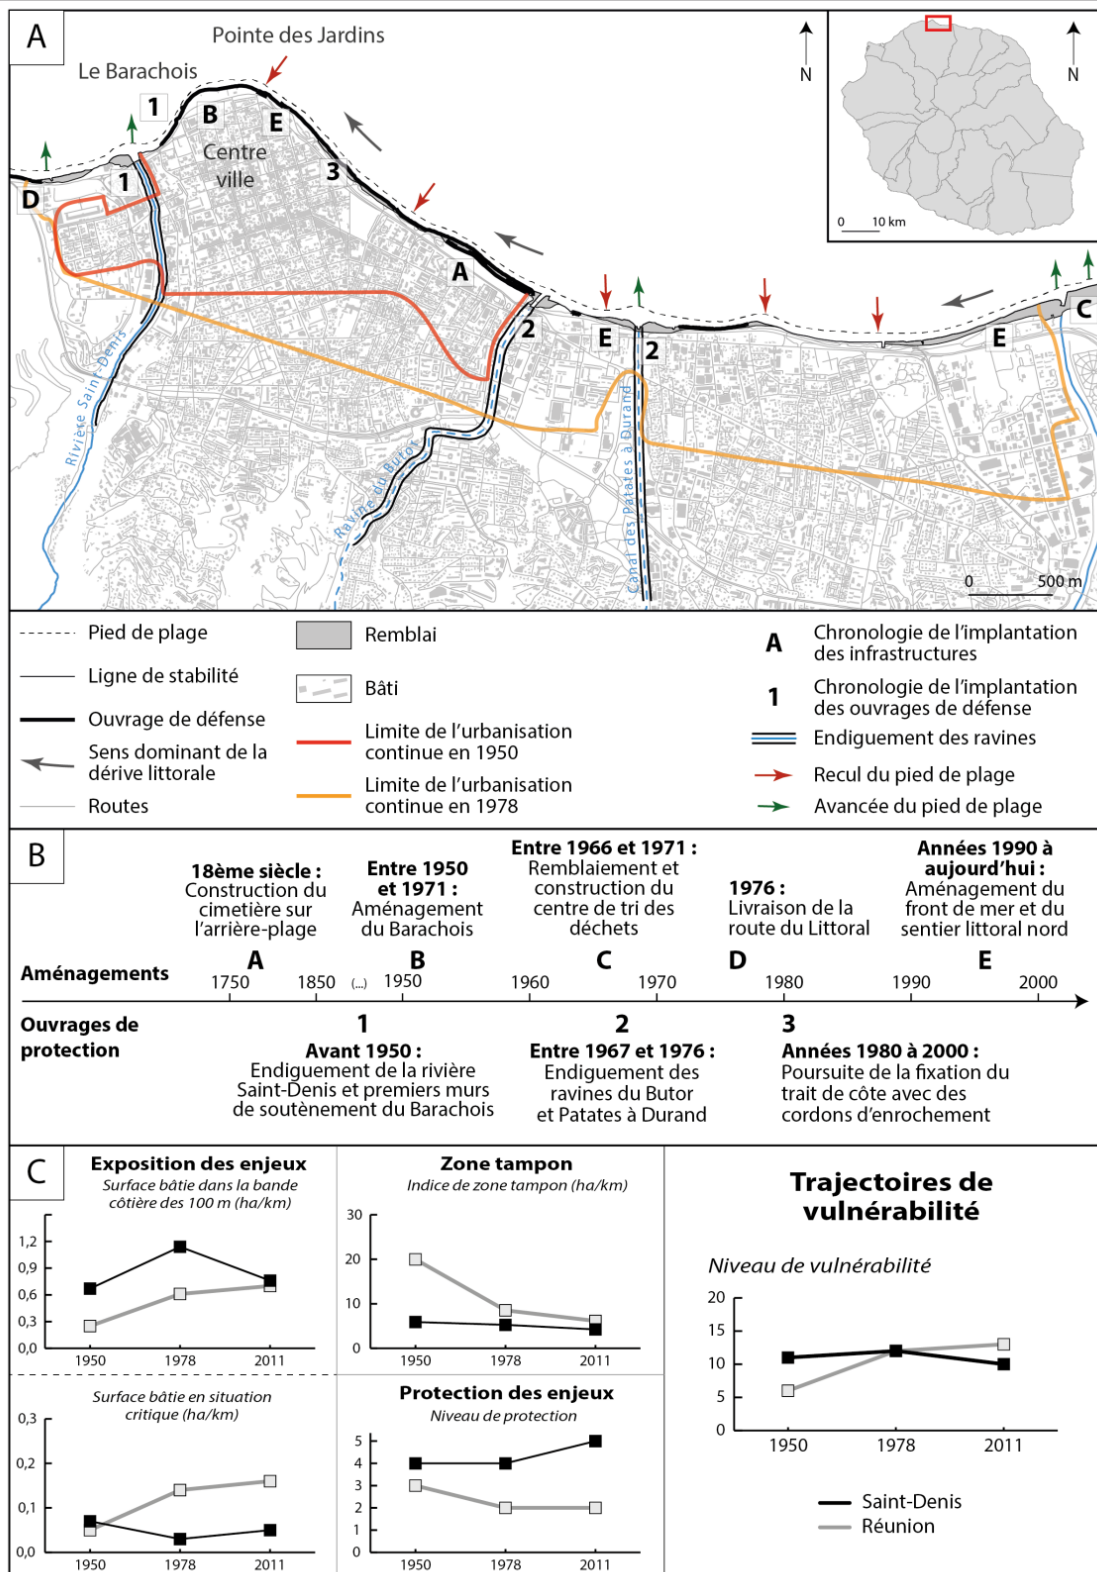 A
Pointe des Jardins
Le Barachois
N
N
0 10 km
1
B
E
Centre
ville
3
1
D
A
2
E
2
E
C
Rivière Saint-Denis
Ravine du Butor
Canal des Patates à Durand
0 500 m
Pied de plage
Ligne de stabilité
Ouvrage de défense
Sens dominant de la
dérive littorale
Routes
Remblai
Bâti
Limite de l'urbanisation
continue en 1950
Limite de l'urbanisation
continue en 1978
A Chronologie de l'implantation
des infrastructures
1 Chronologie de l'implantation
des ouvrages de défense
Endiguement des ravines
Recul du pied de plage
Avancée du pied de plage
B
18ème siècle :
Construction du
cimetière sur
l'arrière-plage
Entre 1950
et 1971 :
Aménagement
du Barachois
Entre 1966 et 1971 :
Remblaiement et
construction du
centre de tri des
déchets
1976 :
Livraison de la
route du Littoral
Années 1990 à
aujourd'hui :
Aménagement du
front de mer et du
sentier littoral nord
Aménagements
A B C D E
1750 1850 (...) 1950 1960 1970 1980 1990 2000
Ouvrages de
protection
1 2 3
Avant 1950 :
Endiguement de la rivière
Saint-Denis et premiers murs
de soutènement du Barachois
Entre 1967 et 1976 :
Endiguement des
ravines du Butor
et Patates à Durand
Années 1980 à 2000 :
Poursuite de la fixation du
trait de côte avec des
cordons d'enrochement
C
Exposition des enjeux
Surface bâtie dans la bande
côtière des 100 m (ha/km)
1,2
0,9
0,6
0,3
0,0
1950 1978 2011
Surface bâtie en situation
critique (ha/km)
0,3
0,2
0,1
0,0
1950 1978 2011
Zone tampon
Indice de zone tampon (ha/km)
30
20
10
0
1950 1978 2011
Protection des enjeux
Niveau de protection
5
4
3
2
1
0
1950 1978 2011
Trajectoires de
vulnérabilité
Niveau de vulnérabilité
20
15
10
5
0
1950 1978 2011
Saint-Denis
Réunion